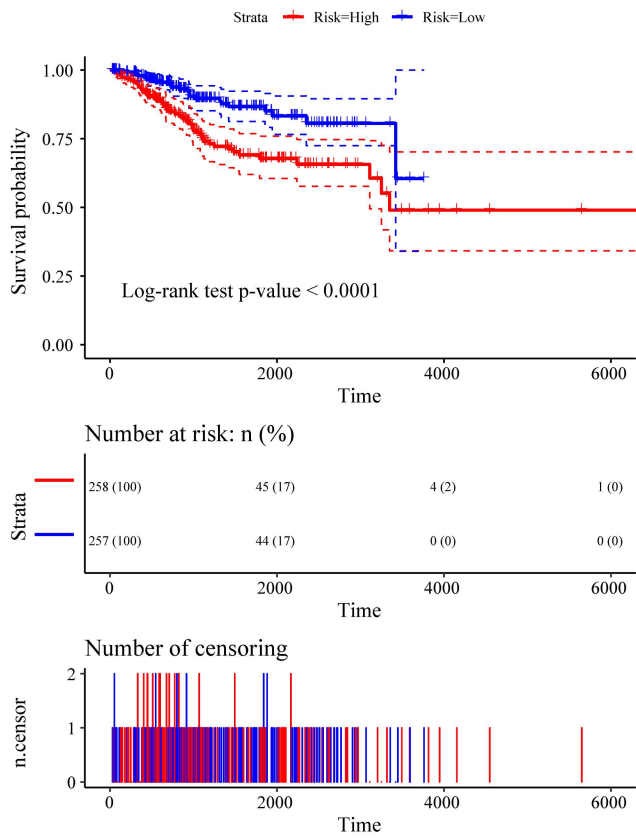 Strata Risk=High Risk=Low
1.00
0.75
0.50
0.25
0.00
Survival probability
Log-rank test p-value < 0.0001
0 2000 4000 6000
Time
Number at risk: n (%)
Strata
258 (100) 45 (17) 4 (2) 1 (0)
257 (100) 44 (17) 0 (0) 0 (0)
0 2000 4000 6000
Time
Number of censoring
n.censor
2
1
0
0 2000 4000 6000
Time